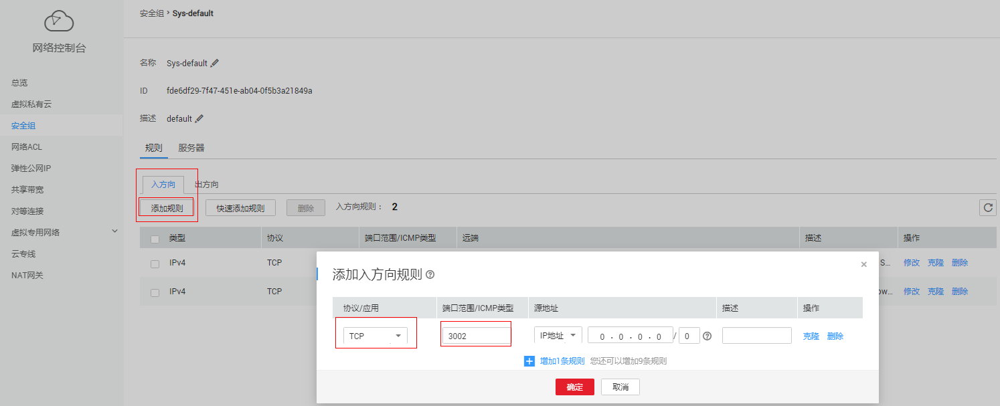 安全组 › Sys-default
网络控制台
总览
虚拟私有云
安全组
网络ACL
弹性公网IP
共享带宽
对等连接
虚拟专用网络
云专线
NAT网关
名称 Sys-default
ID fde6df29-7f47-451e-ab04-0f5b3a21849a
描述 default
规则 服务器
入方向 出方向
添加规则 快速添加规则 删除 入方向规则： 2
类型 协议 端口范围/ICMP类型 远端 描述 操作
IPv4 TCP S... 修改 克隆 删除
IPv4 TCP ow... 修改 克隆 删除
添加入方向规则 ?
×
协议/应用 端口范围/ICMP类型 源地址 描述 操作
TCP 3002 IP地址 0 . 0 . 0 . 0 / 0 ? 克隆 删除
+ 增加1条规则 您还可以增加9条规则
确定 取消